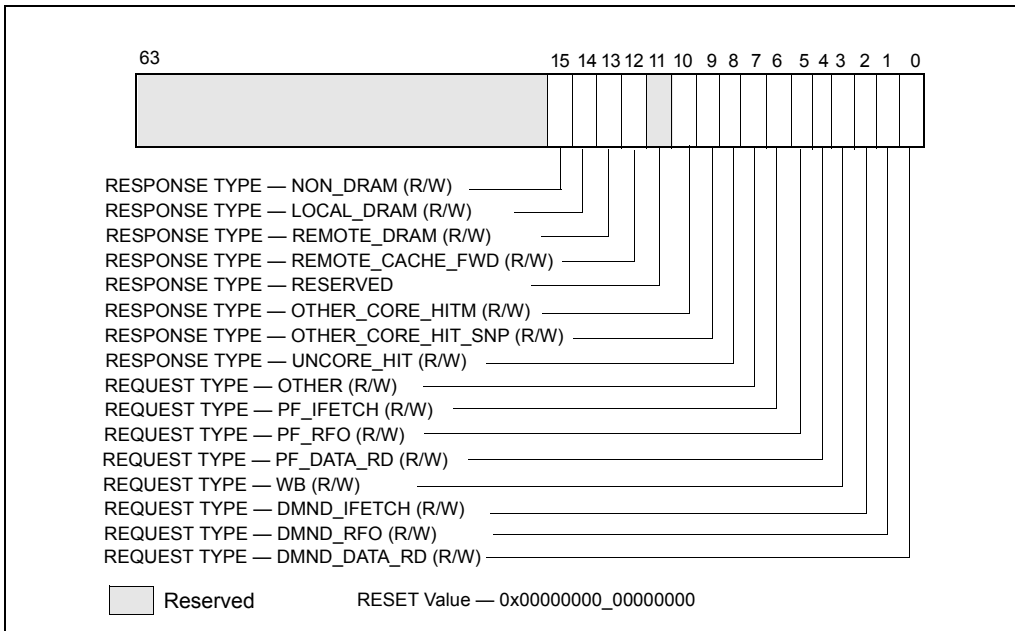 63 15 14 13 12 11 10 9 8 7 6 5 4 3 2 1 0
RESPONSE TYPE — NON_DRAM (R/W)
RESPONSE TYPE — LOCAL_DRAM (R/W)
RESPONSE TYPE — REMOTE_DRAM (R/W)
RESPONSE TYPE — REMOTE_CACHE_FWD (R/W)
RESPONSE TYPE — RESERVED
RESPONSE TYPE — OTHER_CORE_HITM (R/W)
RESPONSE TYPE — OTHER_CORE_HIT_SNP (R/W)
RESPONSE TYPE — UNCORE_HIT (R/W)
REQUEST TYPE — OTHER (R/W)
REQUEST TYPE — PF_IFETCH (R/W)
REQUEST TYPE — PF_RFO (R/W)
REQUEST TYPE — PF_DATA_RD (R/W)
REQUEST TYPE — WB (R/W)
REQUEST TYPE — DMND_IFETCH (R/W)
REQUEST TYPE — DMND_RFO (R/W)
REQUEST TYPE — DMND_DATA_RD (R/W)
Reserved RESET Value — 0x00000000_00000000